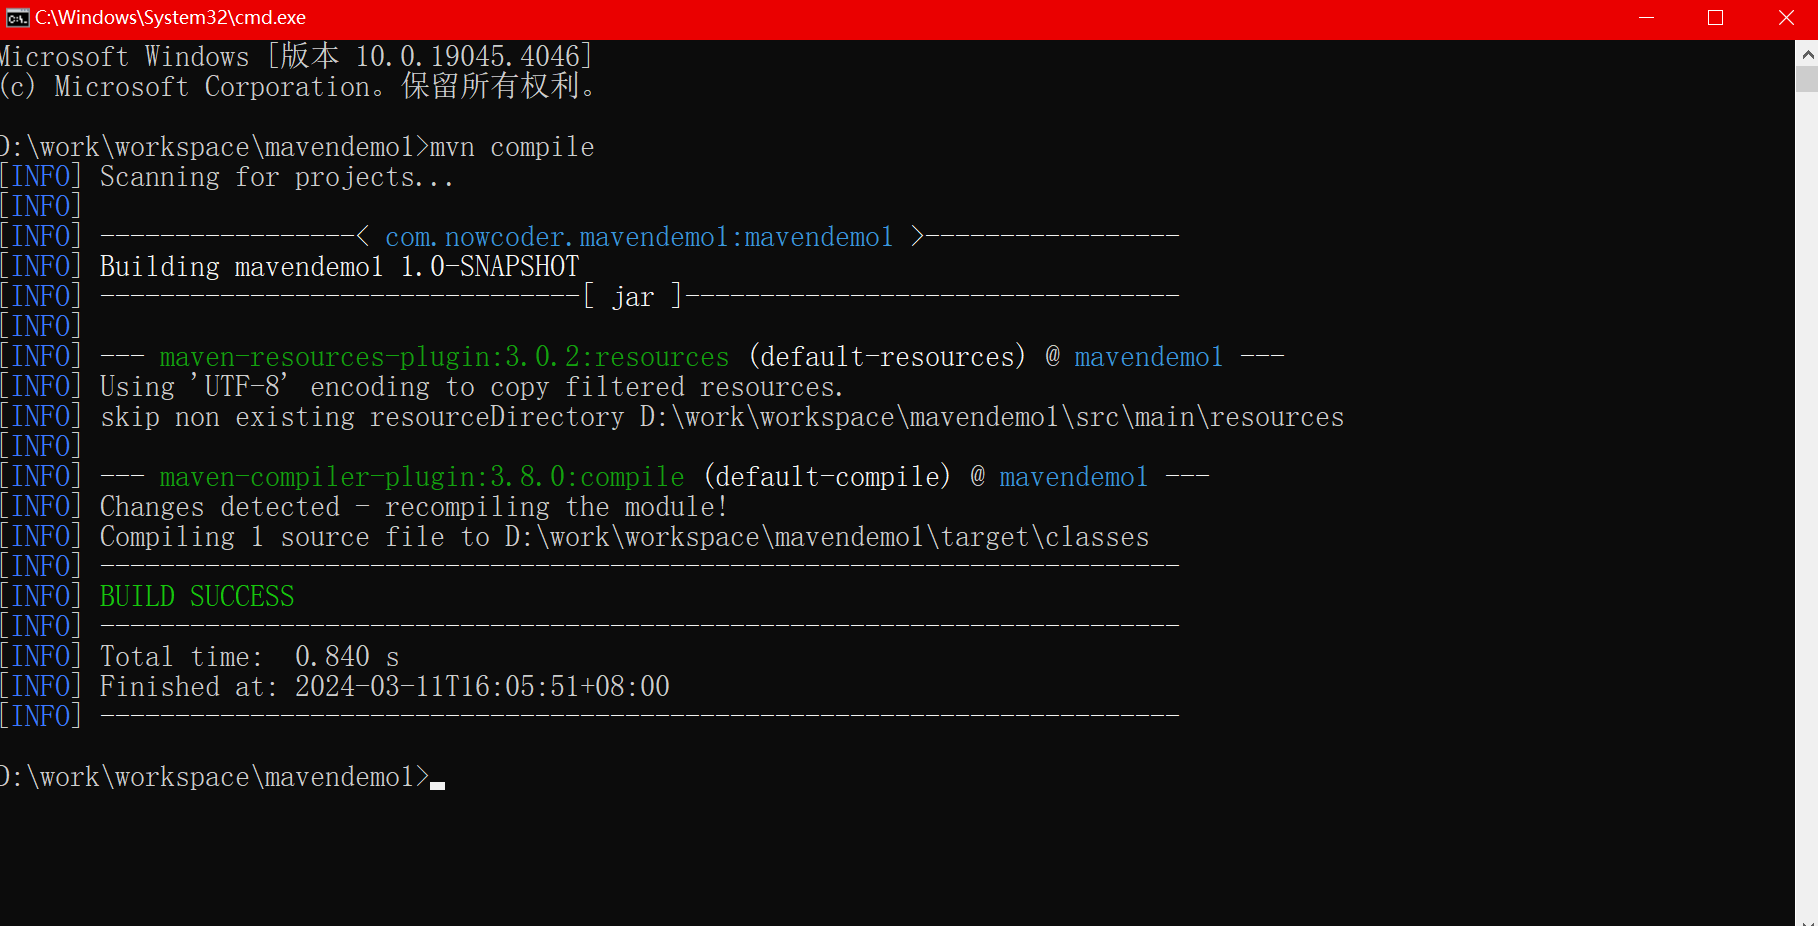 C:\Windows\System32\cmd.exe
Microsoft Windows [版本 10.0.19045.4046]
(c) Microsoft Corporation。保留所有权利。
D:\work\workspace\mavendemo1>mvn compile
[INFO] Scanning for projects...
[INFO]
[INFO] -----------------< com.nowcoder.mavendemo1:mavendemo1 >-----------------
[INFO] Building mavendemo1 1.0-SNAPSHOT
[INFO] --------------------------------[ jar ]---------------------------------
[INFO]
[INFO] --- maven-resources-plugin:3.0.2:resources (default-resources) @ mavendemo1 ---
[INFO] Using 'UTF-8' encoding to copy filtered resources.
[INFO] skip non existing resourceDirectory D:\work\workspace\mavendemo1\src\main\resources
[INFO]
[INFO] --- maven-compiler-plugin:3.8.0:compile (default-compile) @ mavendemo1 ---
[INFO] Changes detected - recompiling the module!
[INFO] Compiling 1 source file to D:\work\workspace\mavendemo1\target\classes
[INFO] ------------------------------------------------------------------------
[INFO] BUILD SUCCESS
[INFO] ------------------------------------------------------------------------
[INFO] Total time:  0.840 s
[INFO] Finished at: 2024-03-11T16:05:51+08:00
[INFO] ------------------------------------------------------------------------
D:\work\workspace\mavendemo1>